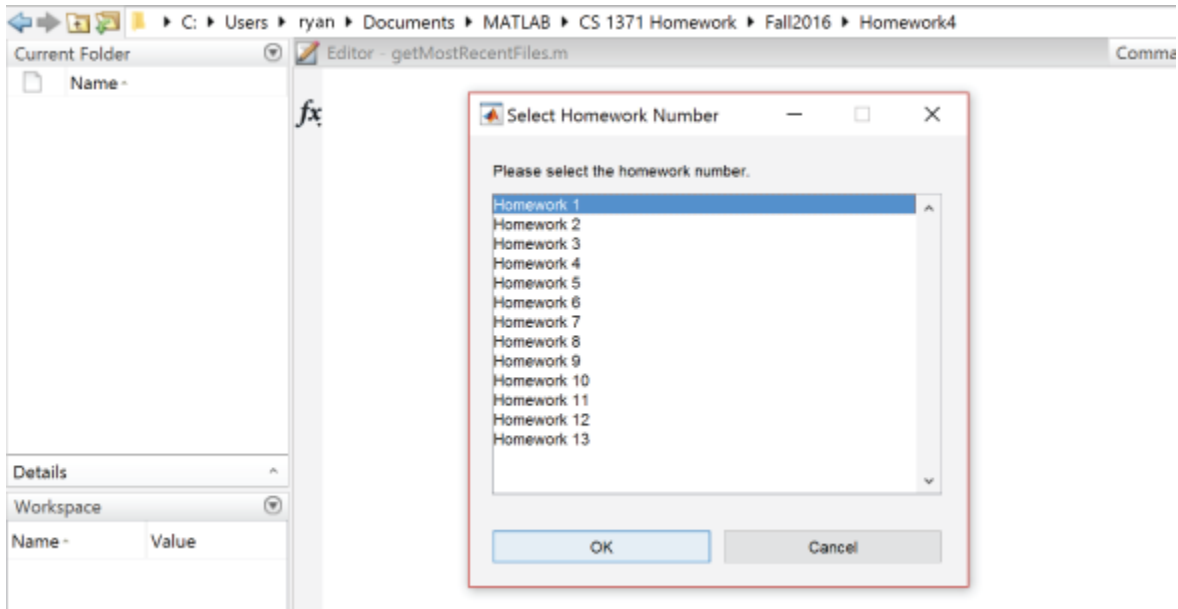 C: Users ryan Documents MATLAB CS 1371 Homework Fall2016 Homework4
Current Folder
Editor - getMostRecentFiles.m
Comma
Name
fx
Select Homework Number
Please select the homework number.
Homework 1
Homework 2
Homework 3
Homework 4
Homework 5
Homework 6
Homework 7
Homework 8
Homework 9
Homework 10
Homework 11
Homework 12
Homework 13
OK Cancel
Details
Workspace
Name Value